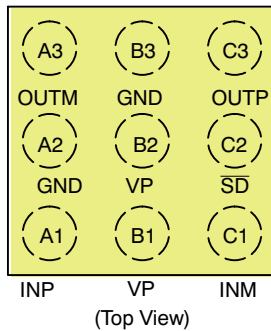 A3 B3 C3
OUTM GND OUTP
A2 B2 C2
GND VP S̅D̅
A1 B1 C1
INP VP INM
(Top View)